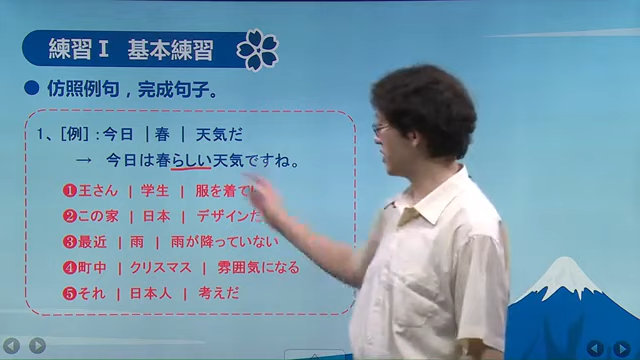 練習Ⅰ 基本練習
● 仿照例句，完成句子。
1、[例]：今日 | 春 | 天気だ
→ 今日は春らしい天気ですね。
❶王さん | 学生 | 服を着て
❷この家 | 日本 | デザインだ
❸最近 | 雨 | 雨が降っていない
❹町中 | クリスマス | 雰囲気になる
❺それ | 日本人 | 考えだ